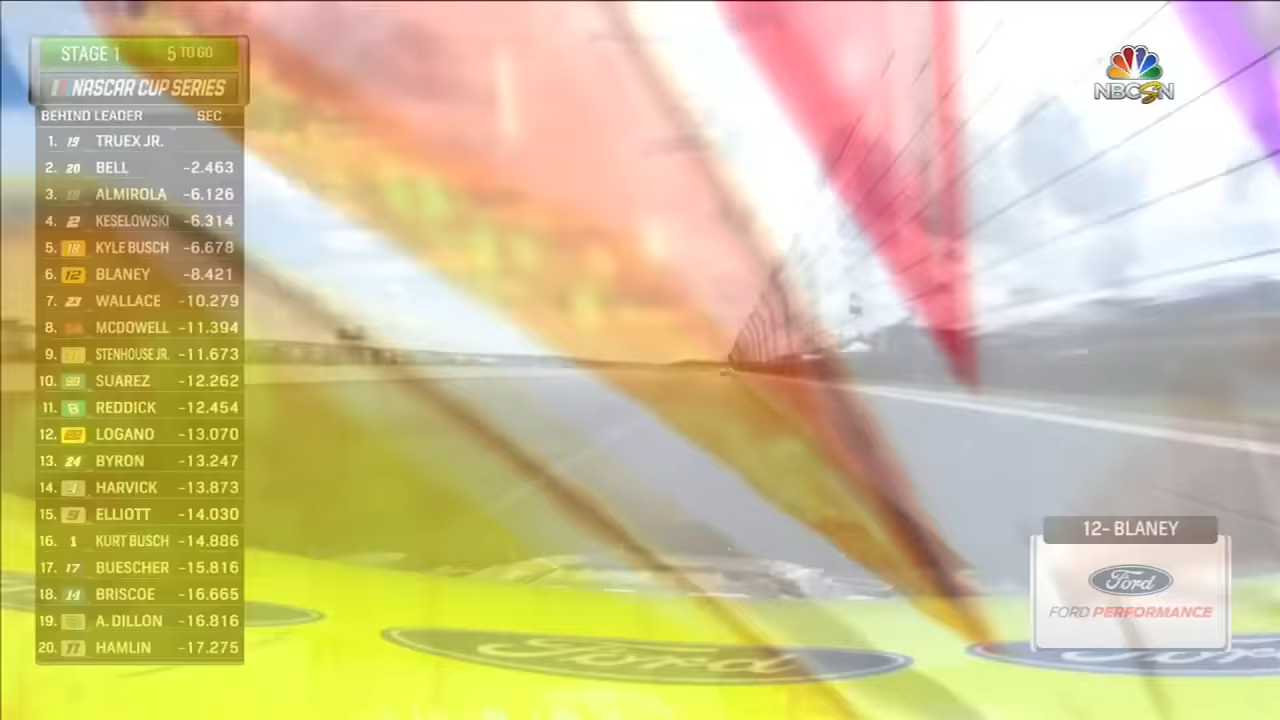 STAGE 1 5 TO GO
NASCAR CUP SERIES
BEHIND LEADER SEC
1. 19 TRUEX JR.
2. 20 BELL -2.463
3. ALMIROLA -6.126
4. 2 KESELOWSKI -6.314
5. 18 KYLE BUSCH -6.678
6. 12 BLANEY -8.421
7. 23 WALLACE -10.279
8. MCDOWELL -11.394
9. STENHOUSE JR. -11.673
10. 99 SUAREZ -12.262
11. 8 REDDICK -12.454
12. 22 LOGANO -13.070
13. 24 BYRON -13.247
14. 4 HARVICK -13.873
15. 9 ELLIOTT -14.030
16. 1 KURT BUSCH -14.886
17. 17 BUESCHER -15.816
18. 14 BRISCOE -16.665
19. A. DILLON -16.816
20. 11 HAMLIN -17.275
NBCSN
12- BLANEY
Ford
FORD PERFORMANCE
Ford
Ford